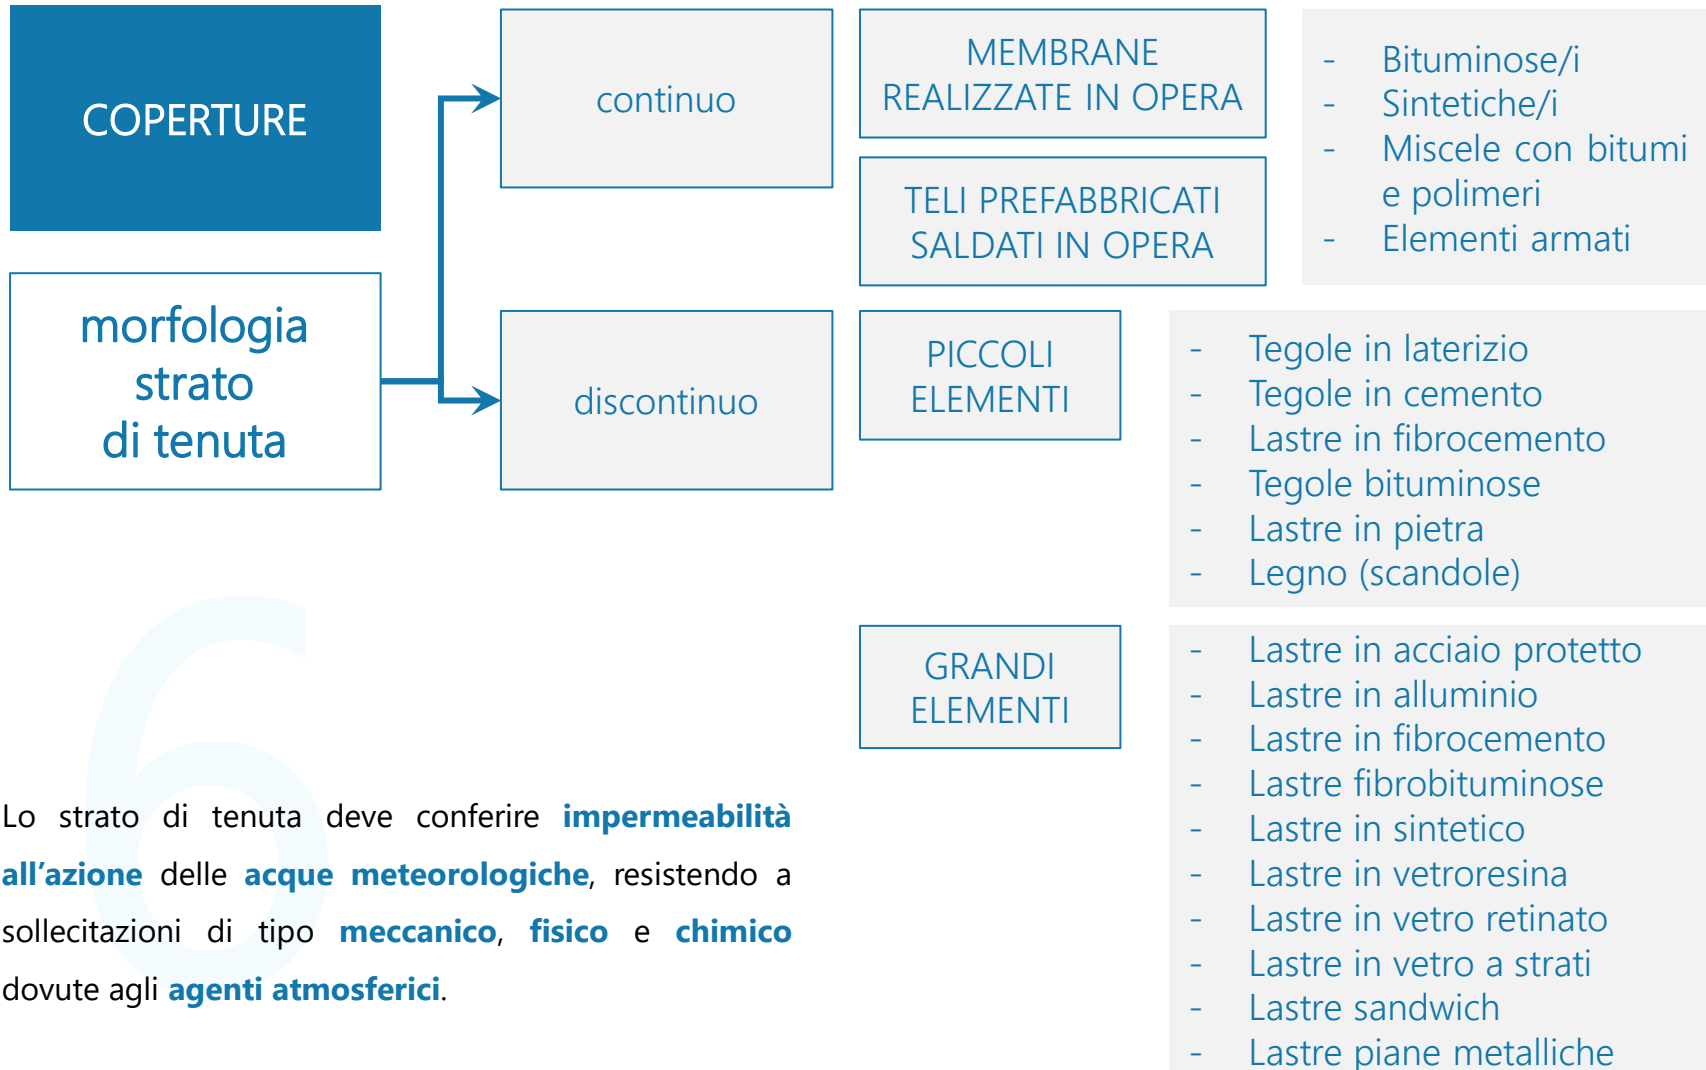 COPERTURE
morfologia
strato
di tenuta
continuo
discontinuo
MEMBRANE
REALIZZATE IN OPERA
TELI PREFABBRICATI
SALDATI IN OPERA
- Bituminose/i
- Sintetiche/i
- Miscele con bitumi
e polimeri
- Elementi armati
PICCOLI
ELEMENTI
- Tegole in laterizio
- Tegole in cemento
- Lastre in fibrocemento
- Tegole bituminose
- Lastre in pietra
- Legno (scandole)
GRANDI
ELEMENTI
- Lastre in acciaio protetto
- Lastre in alluminio
- Lastre in fibrocemento
- Lastre fibrobituminose
- Lastre in sintetico
- Lastre in vetroresina
- Lastre in vetro retinato
- Lastre in vetro a strati
- Lastre sandwich
- Lastre piane metalliche
6
Lo strato di tenuta deve conferire impermeabilità
all’azione delle acque meteorologiche, resistendo a
sollecitazioni di tipo meccanico, fisico e chimico
dovute agli agenti atmosferici.